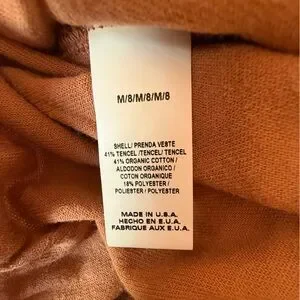 M/8/M/8/M/8
SHELL/ PRENDA VESTE
41% TENCEL /TENCEL/ TENCEL
41% ORGANIC COTTON /
ALDODON ORGANICO /
COTON ORGANIQUE
18% POLYESTER /
POLIESTER / POLYESTER
MADE IN U.S.A.
HECHO EN E.U.A.
FABRIQUE AUX E.U.A.